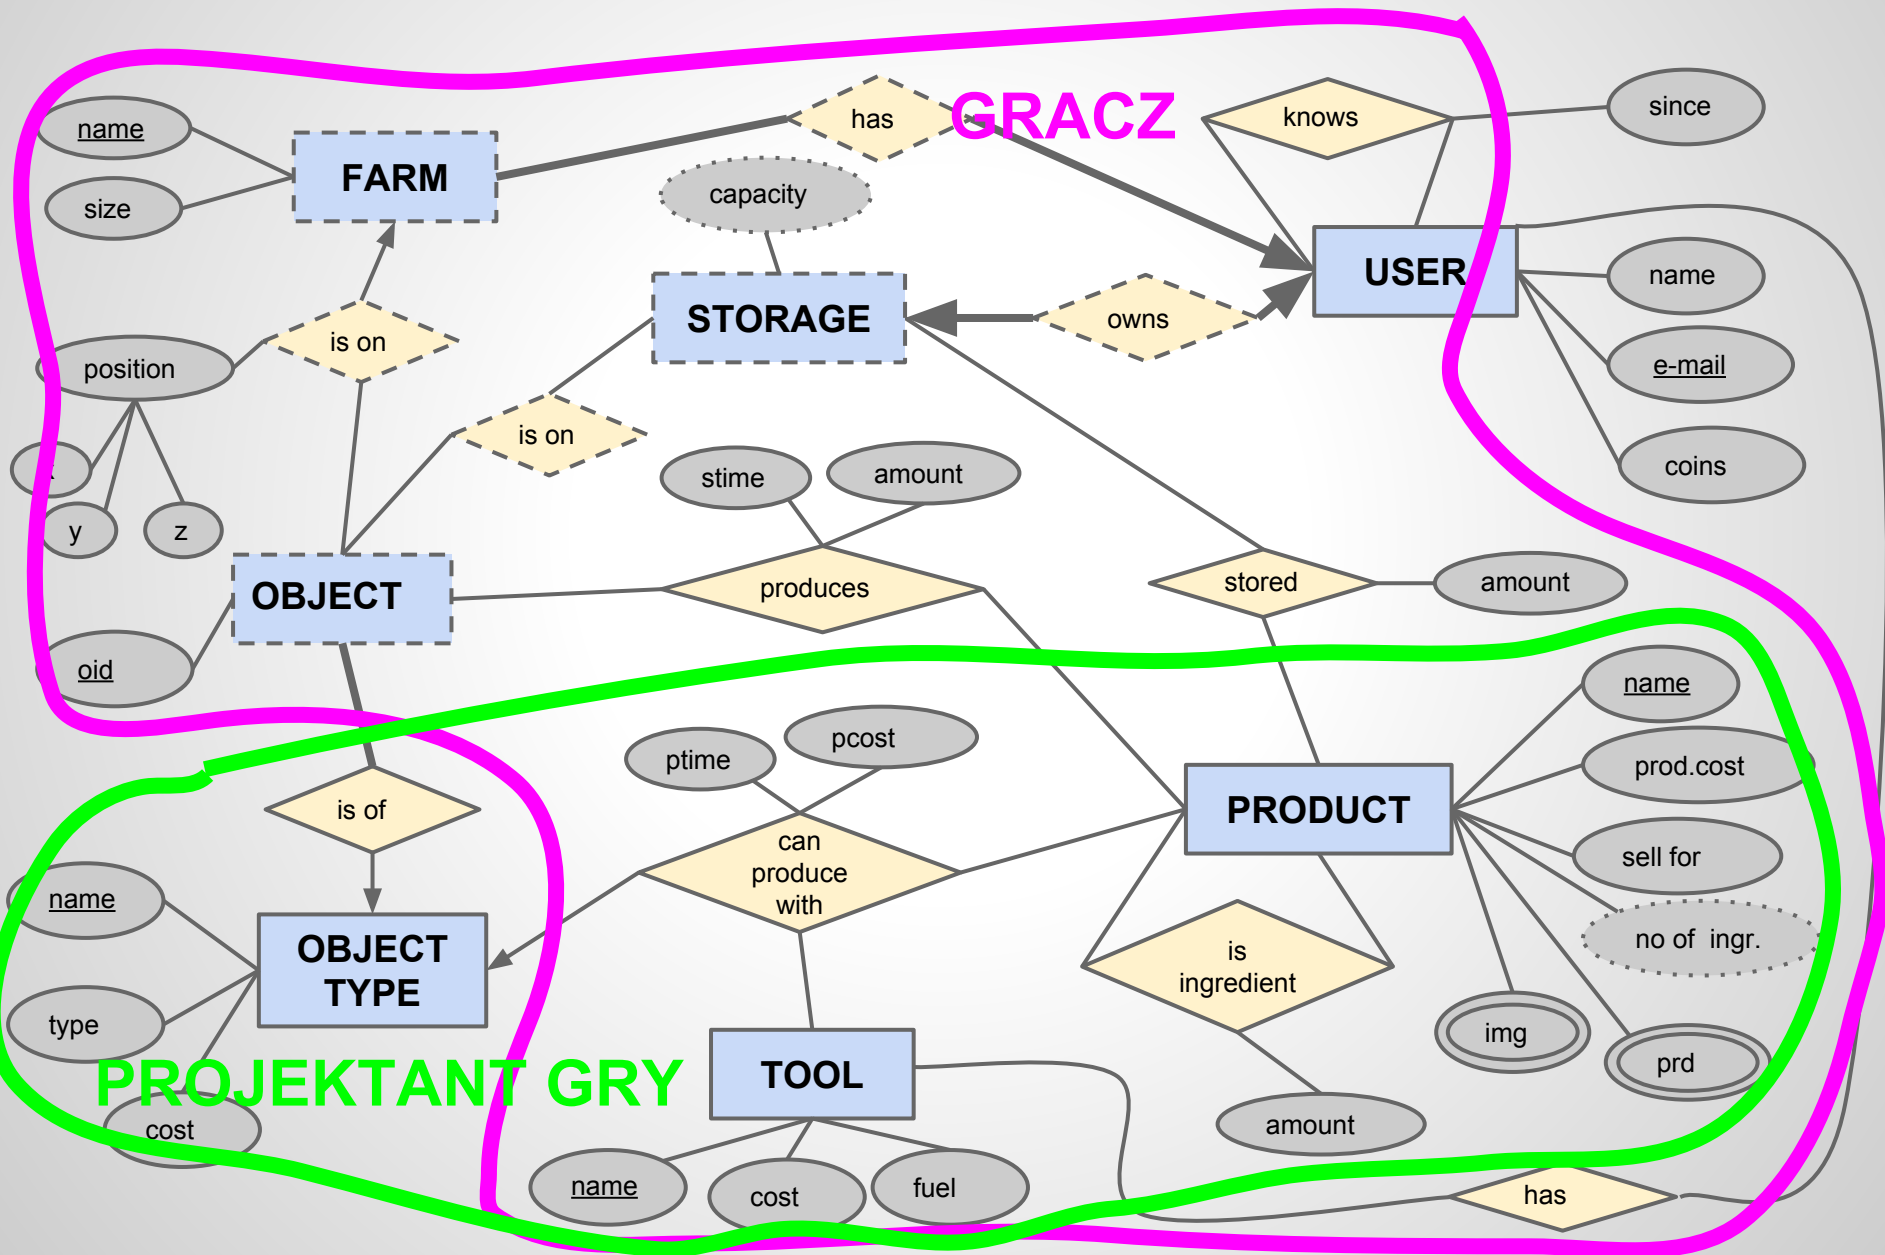 has
GRACZ
knows
since
name
FARM
capacity
size
USER
name
STORAGE
owns
is on
position
e-mail
is on
coins
stime
amount
y
z
OBJECT
produces
stored
amount
oid
name
ptime
pcost
prod.cost
is of
PRODUCT
can
produce
with
sell for
name
no of ingr.
OBJECT
TYPE
is
ingredient
type
img
prd
PROJEKTANT GRY
TOOL
cost
amount
name
cost
fuel
has